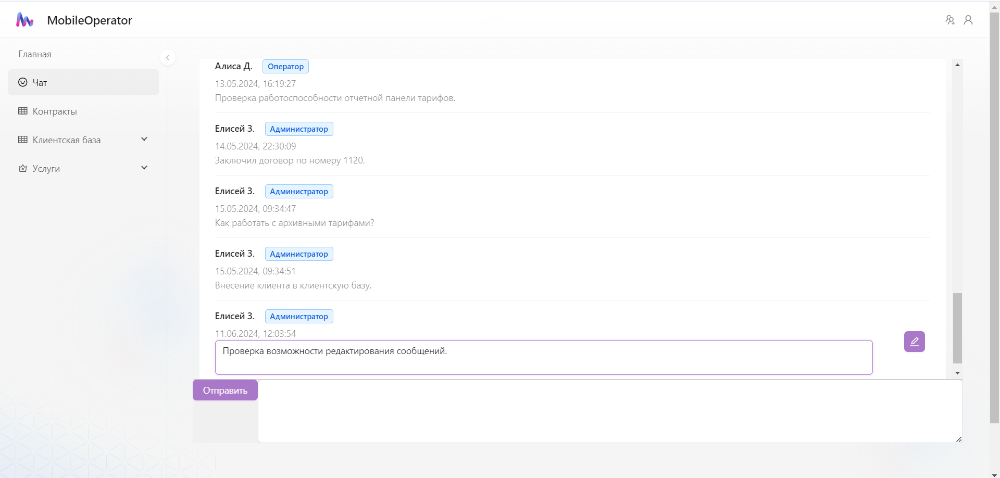 MobileOperator
Главная
Чат
Контракты
Клиентская база
Услуги
Алиса Д. Оператор
13.05.2024, 16:19:27
Проверка работоспособности отчетной панели тарифов.
Елисей З. Администратор
14.05.2024, 22:30:09
Заключил договор по номеру 1120.
Елисей З. Администратор
15.05.2024, 09:34:47
Как работать с архивными тарифами?
Елисей З. Администратор
15.05.2024, 09:34:51
Внесение клиента в клиентскую базу.
Елисей З. Администратор
11.06.2024, 12:03:54
Проверка возможности редактирования сообщений.
Отправить